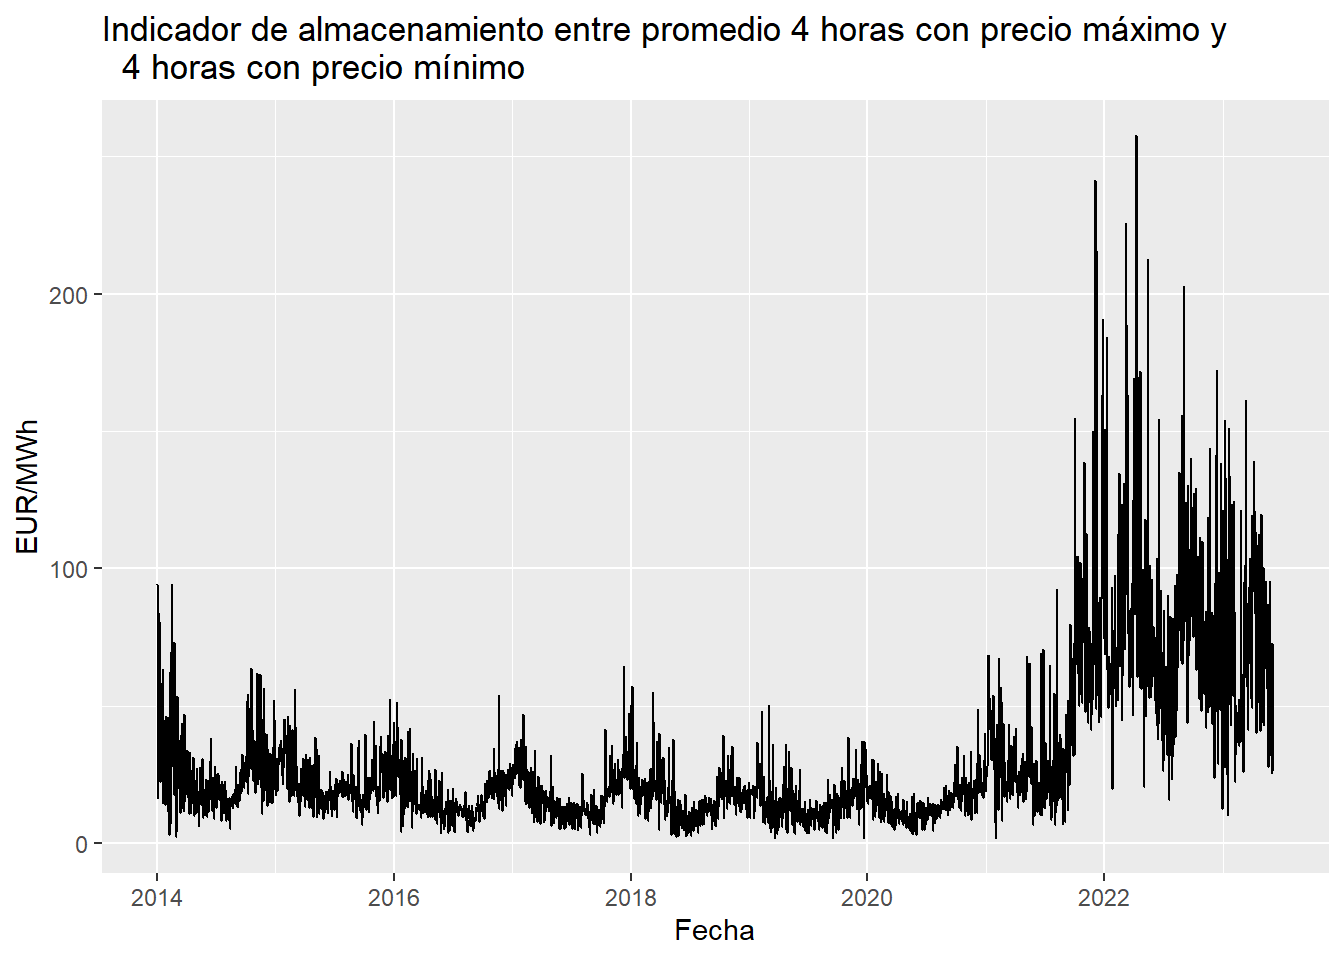 Indicador de almacenamiento entre promedio 4 horas con precio máximo y
4 horas con precio mínimo
EUR/MWh
200
100
0
2014 2016 2018 2020 2022
Fecha